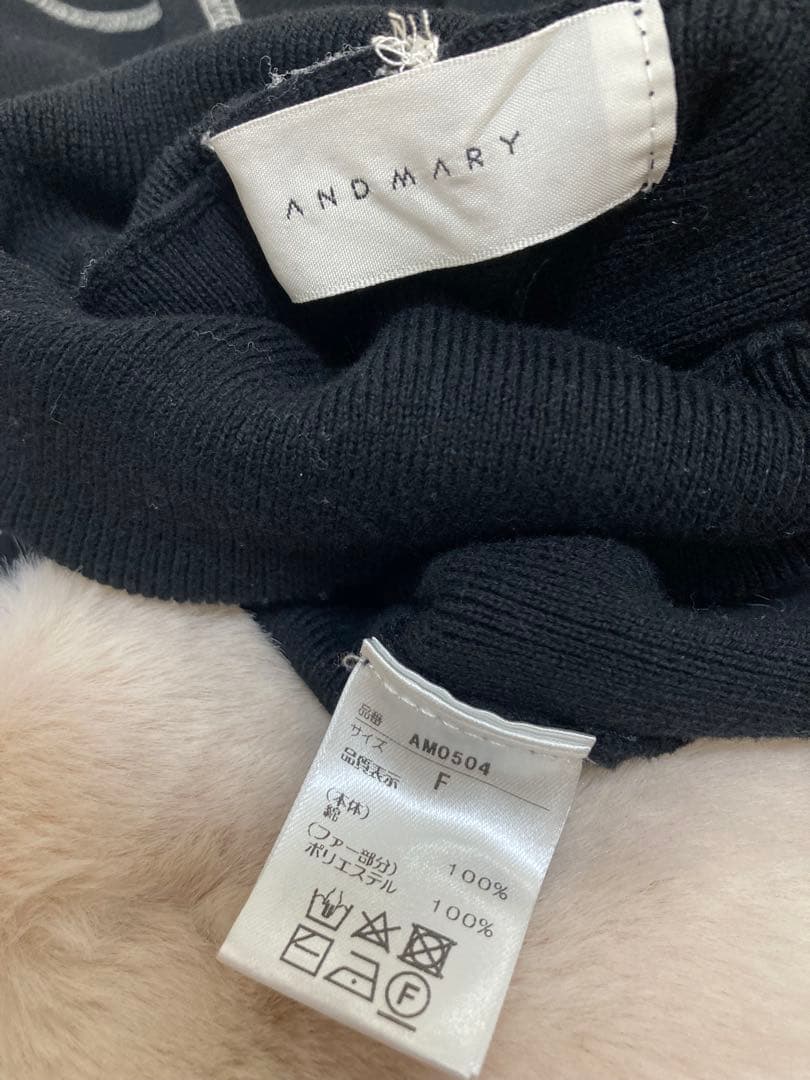 ANDMARY
品番 AM0504
サイズ F
品質表示
(本体)
綿 100%
(ファー部分)
ポリエステル 100%
F